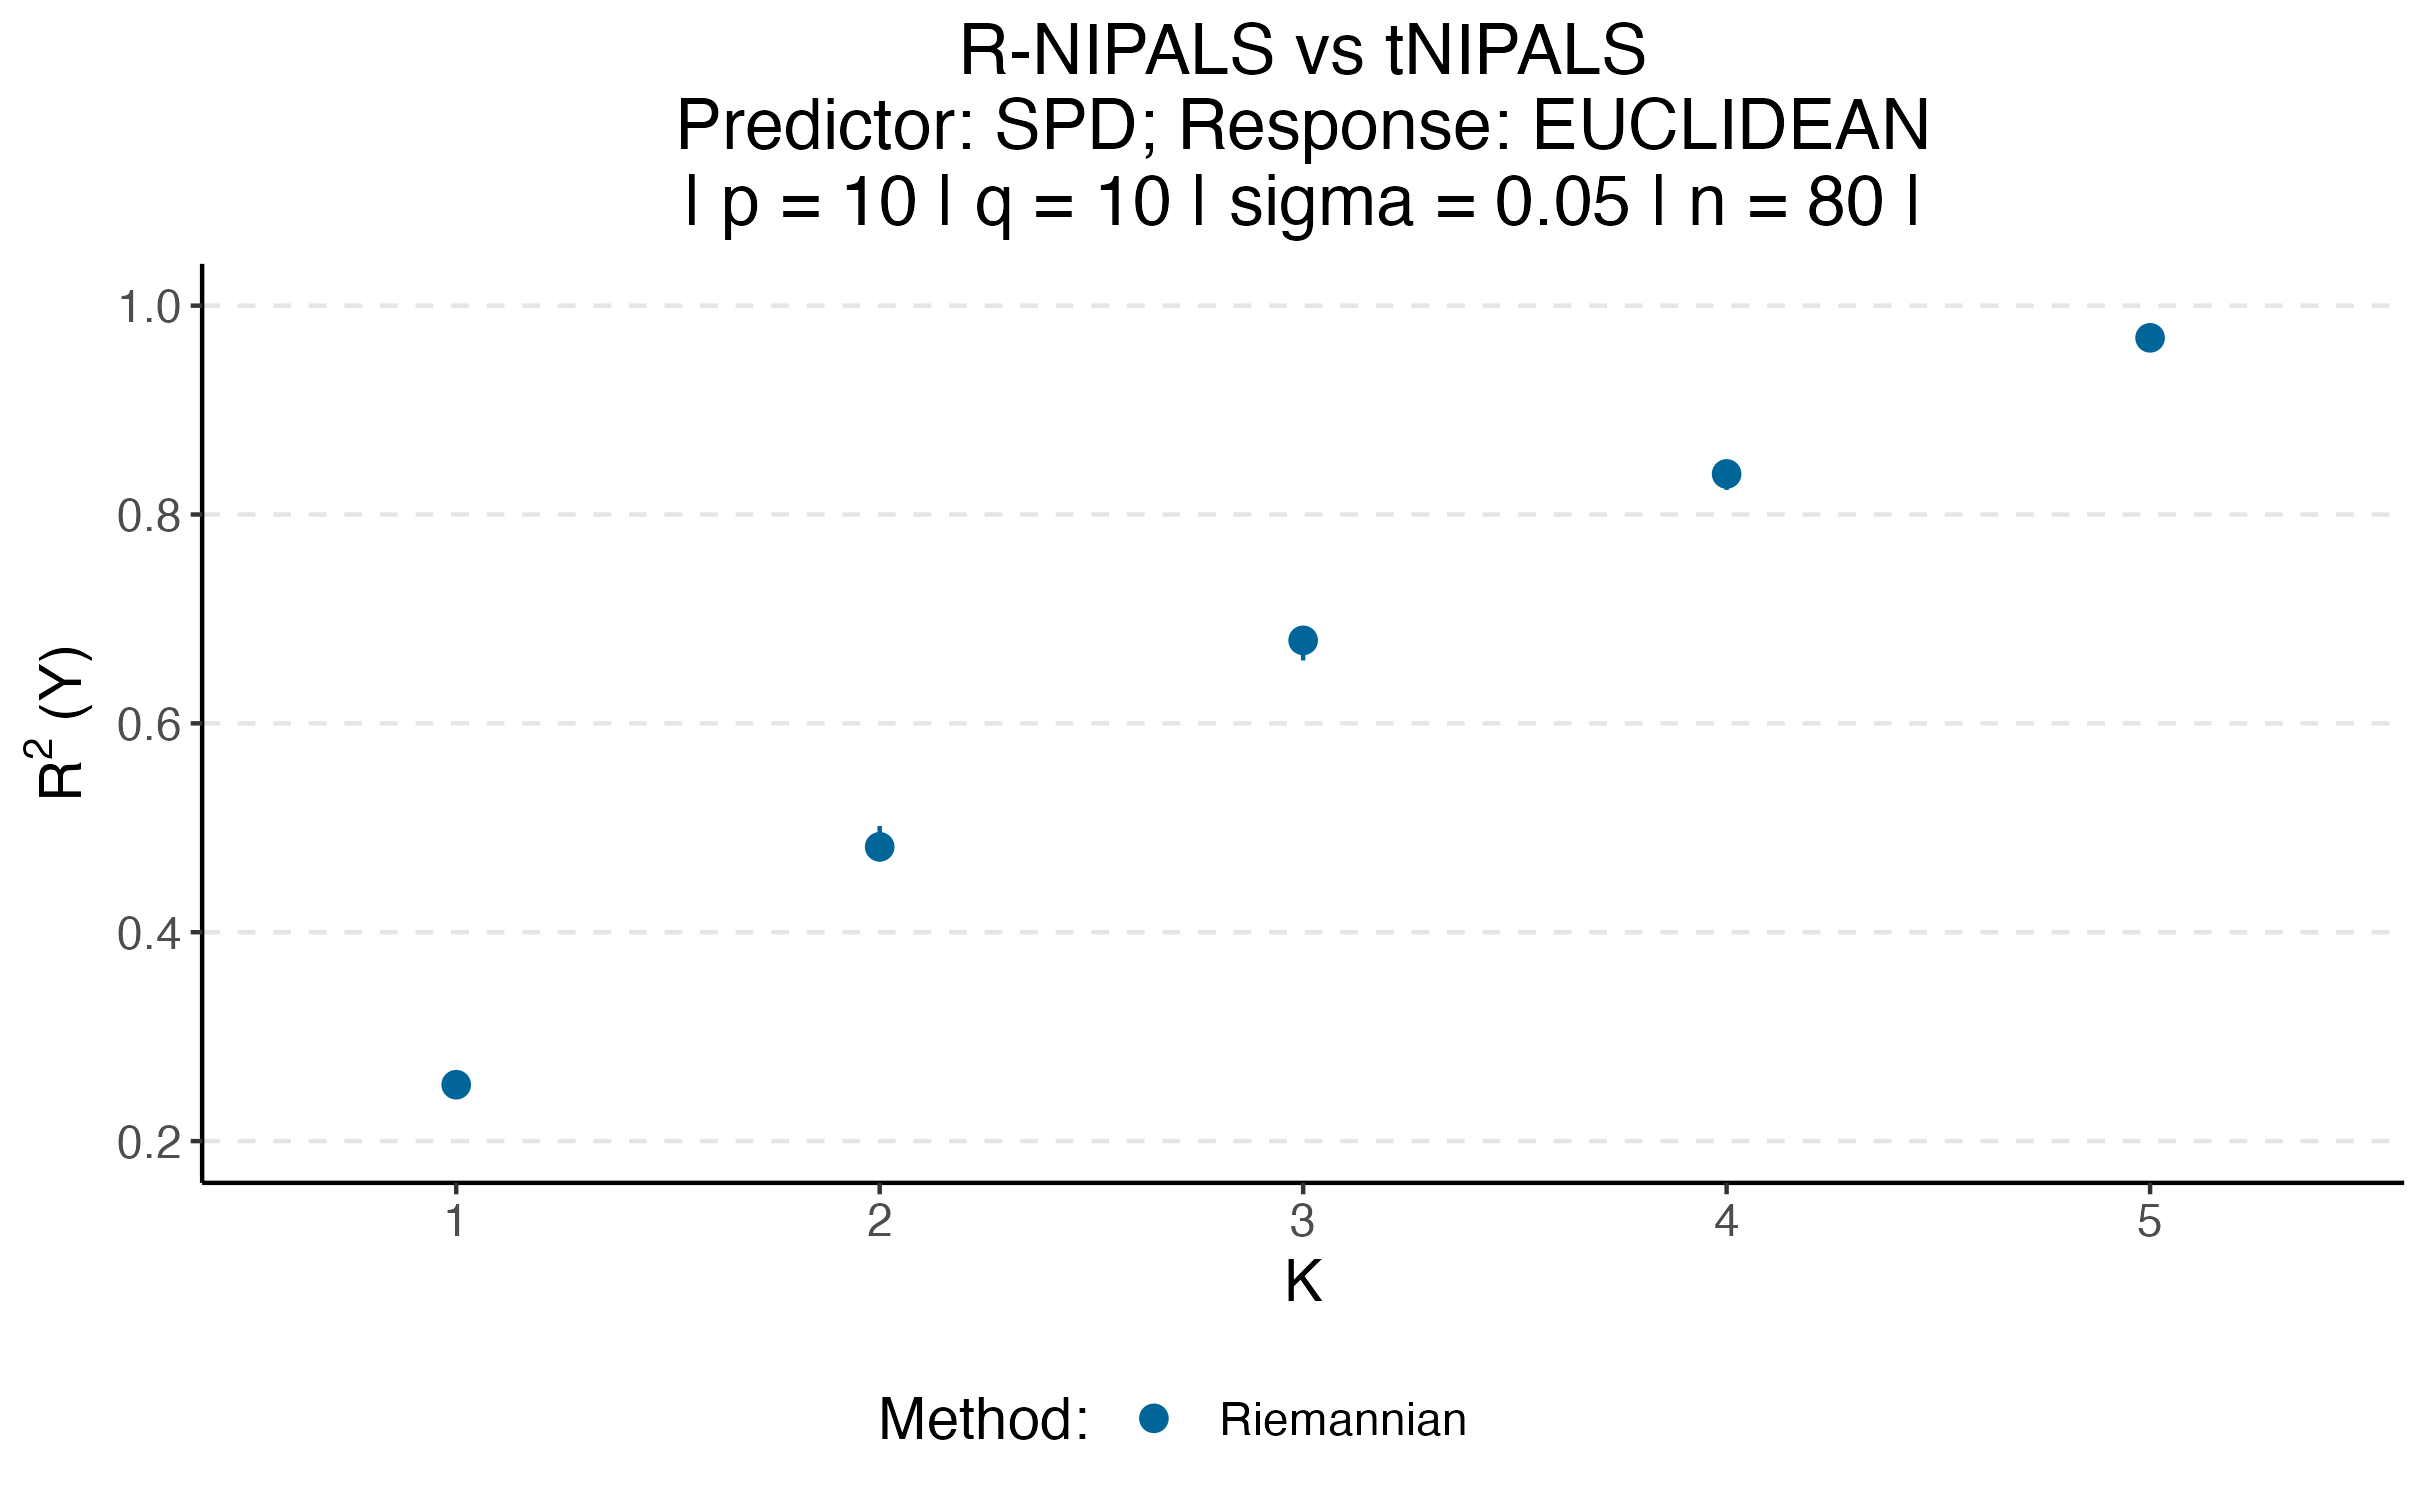 R-NIPALS vs tNIPALS
Predictor: SPD; Response: EUCLIDEAN
| p = 10 | q = 10 | sigma = 0.05 | n = 80 |
R² (Y)
1.0
0.8
0.6
0.4
0.2
1 2 3 4 5
K
Method: Riemannian